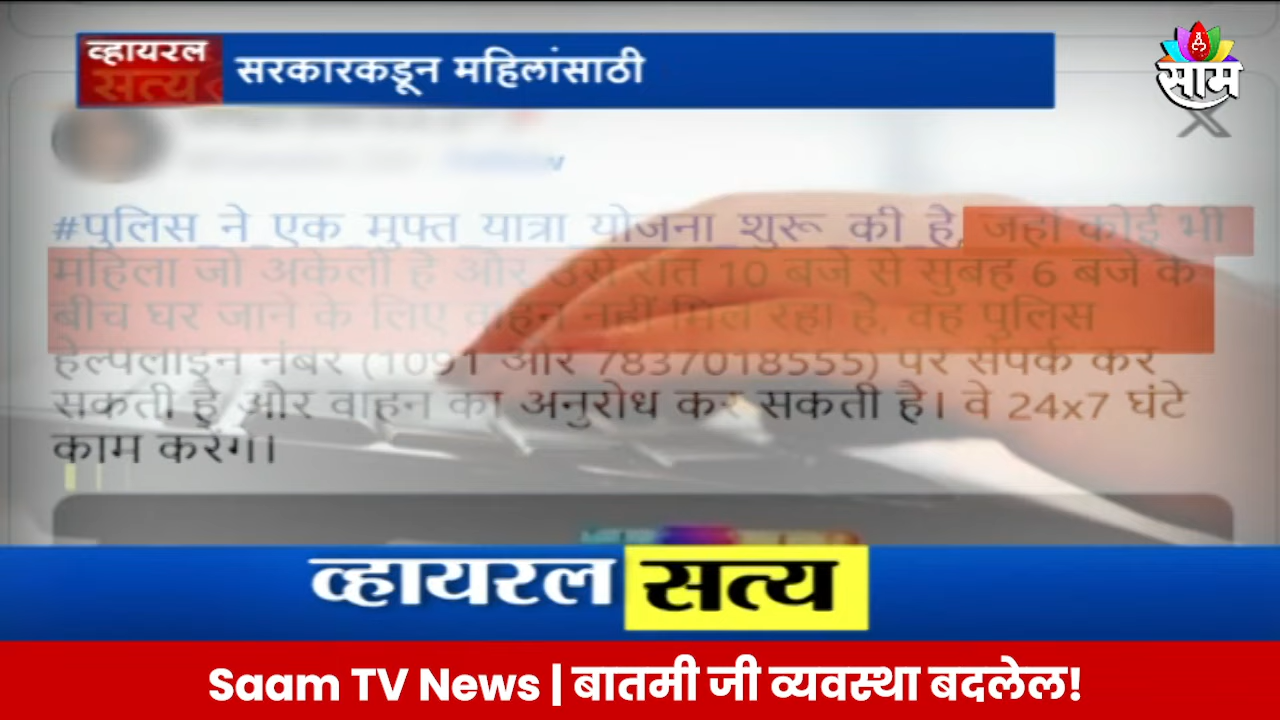 व्हायरल
सत्य
सरकारकडून महिलांसाठी
साम
#पुलिस ने एक मुफ्त यात्रा योजना शुरू की है, जहां कोई भी
महिला जो अकेली है और उसे रात 10 बजे से सुबह 6 बजे के
बीच घर जाने के लिए वाहन नहीं मिल रहा है, वह पुलिस
हेल्पलाइन नंबर (1091 और 7837018555) पर संपर्क कर
सकती है और वाहन का अनुरोध कर सकती है। वे 24x7 घंटे
काम करेंगे।
व्हायरल सत्य
Saam TV News | बातमी जी व्यवस्था बदलेल!